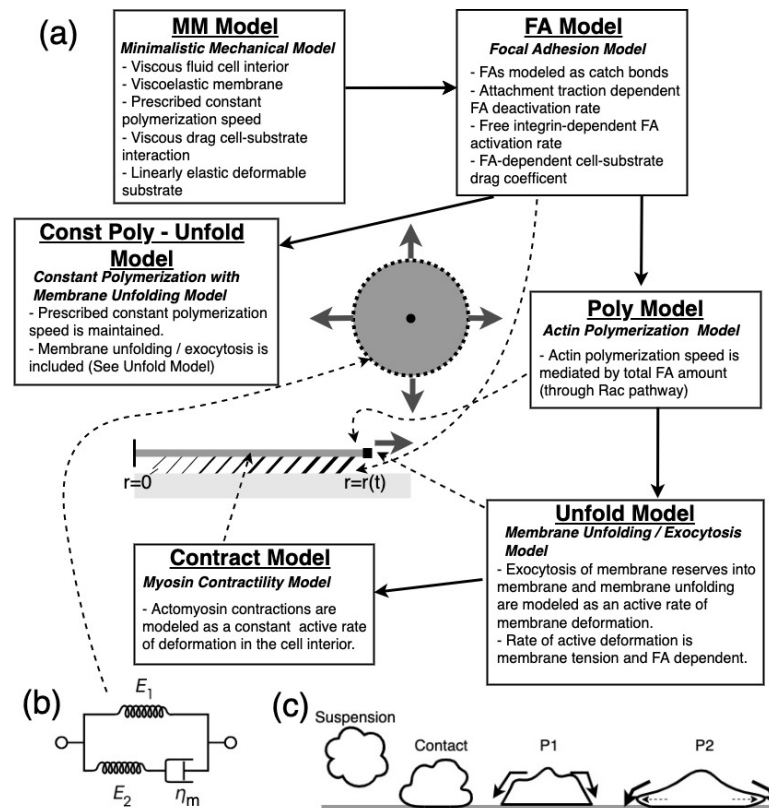 (a)
MM Model
Minimalistic Mechanical Model
- Viscous fluid cell interior
- Viscoelastic membrane
- Prescribed constant
polymerization speed
- Viscous drag cell-substrate
interaction
- Linearly elastic deformable
substrate
FA Model
Focal Adhesion Model
- FAs modeled as catch bonds
- Attachment traction dependent
FA deactivation rate
- Free integrin-dependent FA
activation rate
- FA-dependent cell-substrate
drag coefficent
Const Poly - Unfold
Model
Constant Polymerization with
Membrane Unfolding Model
- Prescribed constant polymerization
speed is maintained.
- Membrane unfolding / exocytosis is
included (See Unfold Model)
Poly Model
Actin Polymerization Model
- Actin polymerization speed is
mediated by total FA amount
(through Rac pathway)
r=0
r=r(t)
Unfold Model
Membrane Unfolding / Exocytosis
Model
- Exocytosis of membrane reserves into
membrane and membrane unfolding
are modeled as an active rate of
membrane deformation.
- Rate of active deformation is
membrane tension and FA dependent.
Contract Model
Myosin Contractility Model
- Actomyosin contractions are
modeled as a constant active rate
of deformation in the cell interior.
(b)
E1
E2
ηm
(c)
Suspension
Contact
P1
P2